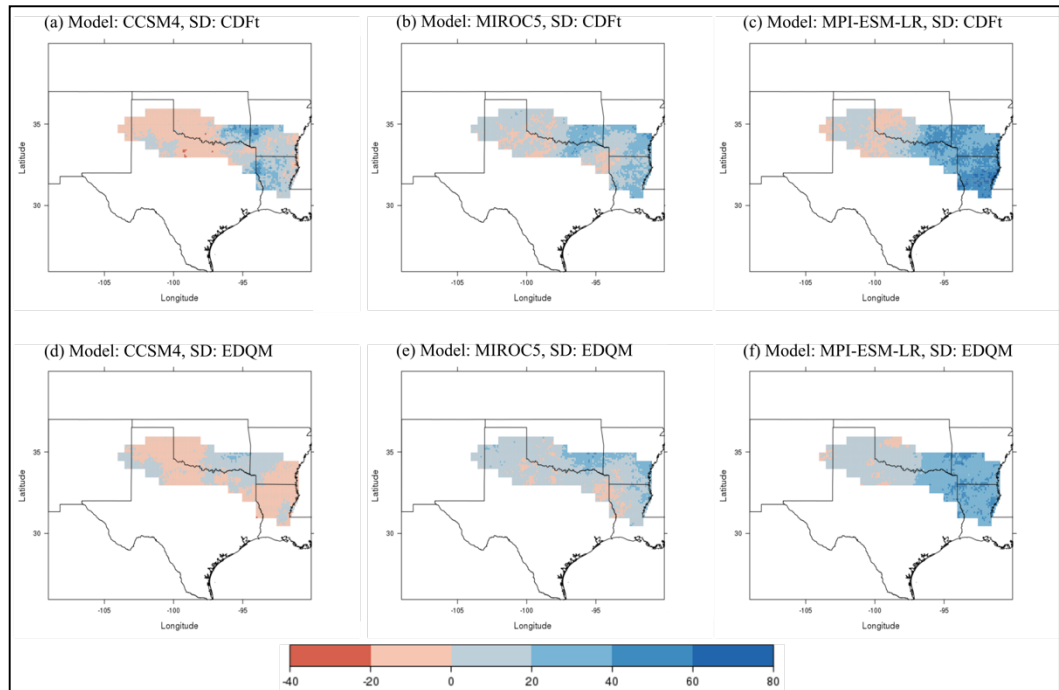 (a) Model: CCSM4, SD: CDFt
(b) Model: MIROC5, SD: CDFt
(c) Model: MPI-ESM-LR, SD: CDFt
Latitude
35
30
-105
-100
-95
Longitude
Latitude
35
30
-105
-100
-95
Longitude
Latitude
35
30
-105
-100
-95
Longitude
(d) Model: CCSM4, SD: EDQM
(e) Model: MIROC5, SD: EDQM
(f) Model: MPI-ESM-LR, SD: EDQM
Latitude
35
30
-105
-100
-95
Longitude
Latitude
35
30
-105
-100
-95
Longitude
Latitude
35
30
-105
-100
-95
Longitude
-40 -20 0 20 40 60 80